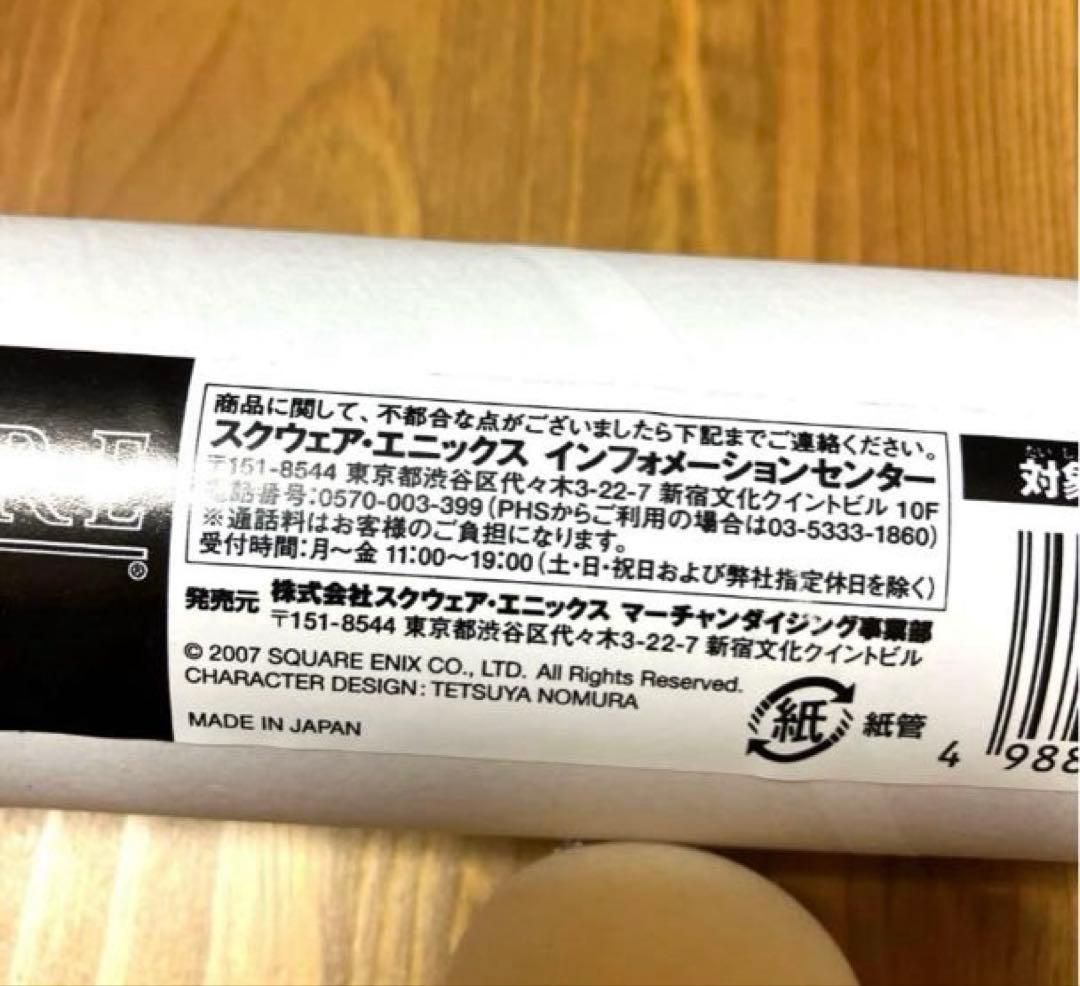 商品に関して、不都合な点がございましたら下記までご連絡ください。
スクウェア・エニックス インフォメーションセンター
〒151-8544 東京都渋谷区代々木3-22-7 新宿文化クイントビル 10F
電話番号:0570-003-399(PHSからご利用の場合は03-5333-1860)
※通話料はお客様のご負担になります。
受付時間:月〜金 11:00〜19:00(土・日・祝日および弊社指定休日を除く)
発売元 株式会社スクウェア・エニックス マーチャンダイジング事業部
〒151-8544 東京都渋谷区代々木3-22-7 新宿文化クイントビル
© 2007 SQUARE ENIX CO., LTD. All Rights Reserved.
CHARACTER DESIGN: TETSUYA NOMURA
MADE IN JAPAN
紙 紙管
RE
®
対象
4 988